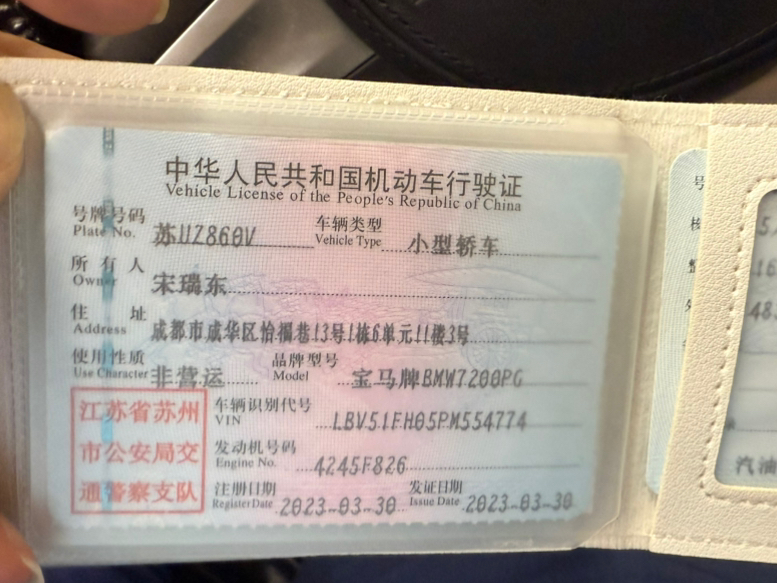 中华人民共和国机动车行驶证
Vehicle License of the People's Republic of China
号牌号码 苏UZ860V 车辆类型 小型轿车
Plate No. Vehicle Type
所有人 宋瑞东
Owner
住址 成都市成华区怡福巷13号1栋6单元11楼3号
Address
使用性质 非营运 品牌型号 宝马牌BMW7200PG
Use Character Model
江苏省苏州
市公安局交
通警察支队
车辆识别代号 LBV51FH05PM554774
VIN
发动机号码 4245F826
Engine No.
注册日期 2023-03-30 发证日期 2023-03-30
Register Date Issue Date
号
汽油